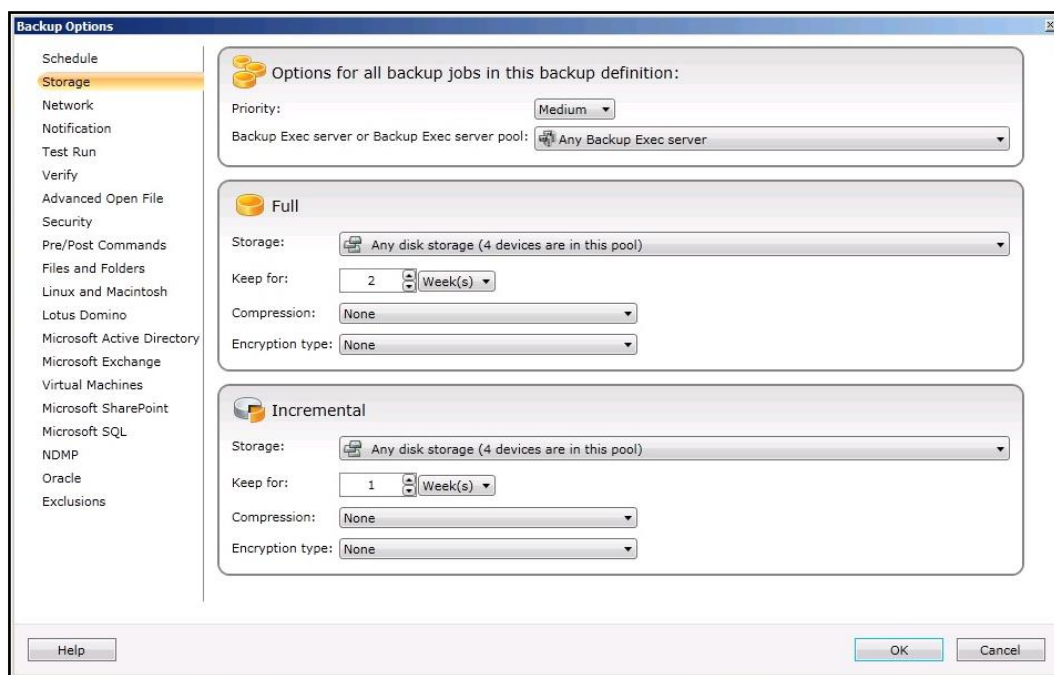 Backup Options
Schedule
Storage
Network
Notification
Test Run
Verify
Advanced Open File
Security
Pre/Post Commands
Files and Folders
Linux and Macintosh
Lotus Domino
Microsoft Active Directory
Microsoft Exchange
Virtual Machines
Microsoft SharePoint
Microsoft SQL
NDMP
Oracle
Exclusions
Options for all backup jobs in this backup definition:
Priority: Medium
Backup Exec server or Backup Exec server pool: Any Backup Exec server
Full
Storage: Any disk storage (4 devices are in this pool)
Keep for: 2 Week(s)
Compression: None
Encryption type: None
Incremental
Storage: Any disk storage (4 devices are in this pool)
Keep for: 1 Week(s)
Compression: None
Encryption type: None
Help OK Cancel